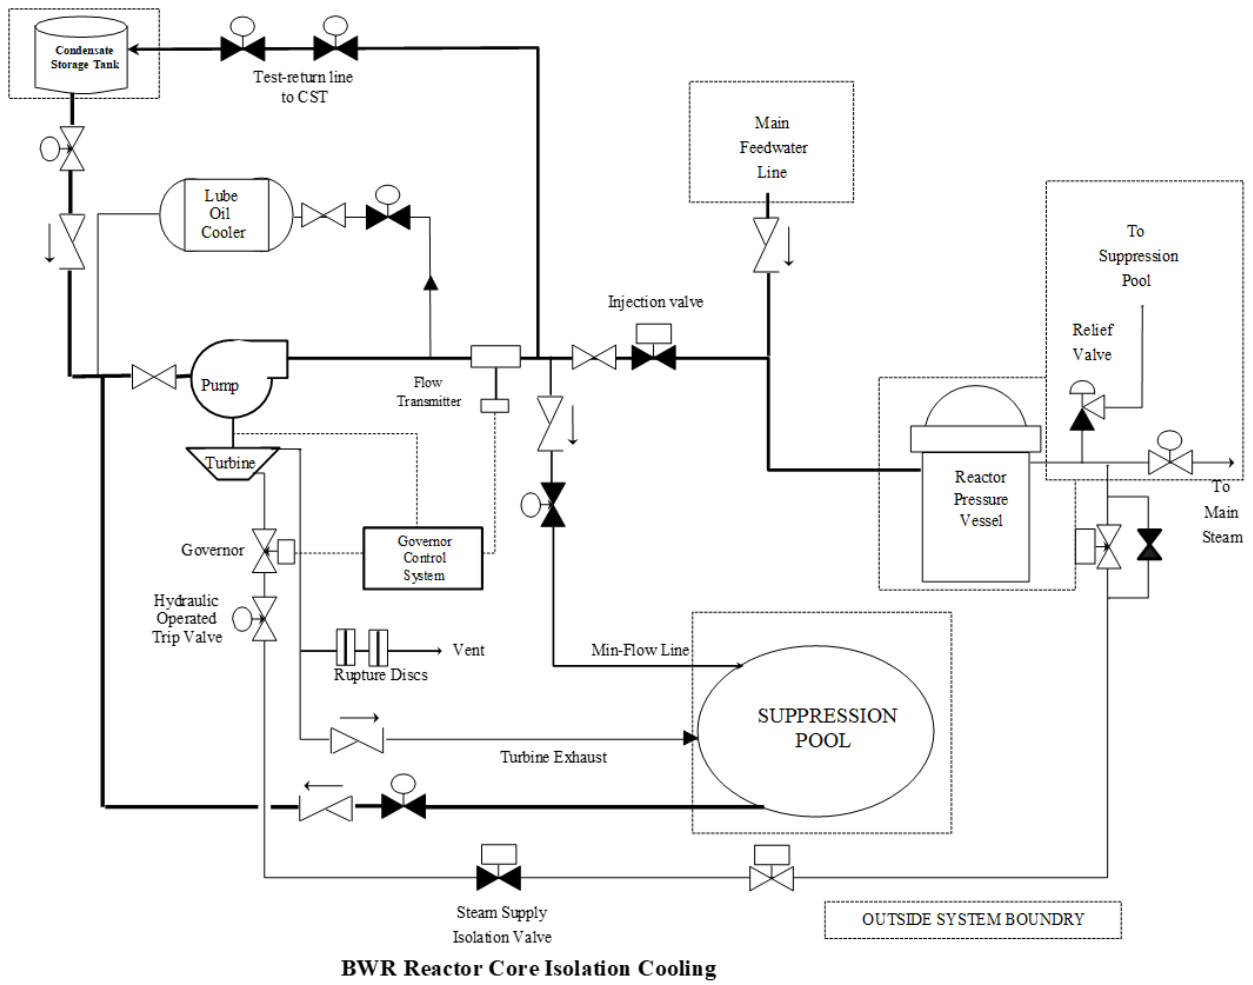 Condensate
Storage Tank
Test-return line
to CST
Main
Feedwater
Line
Lube
Oil
Cooler
To
Suppression
Pool
Injection valve
Relief
Valve
Pump
Flow
Transmitter
Turbine
Reactor
Pressure
Vessel
To
Main
Steam
Governor
Governor
Control
System
Hydraulic
Operated
Trip Valve
Vent
Rupture Discs
Min-Flow Line
SUPPRESSION
POOL
Turbine Exhaust
Steam Supply
Isolation Valve
OUTSIDE SYSTEM BOUNDRY
BWR Reactor Core Isolation Cooling